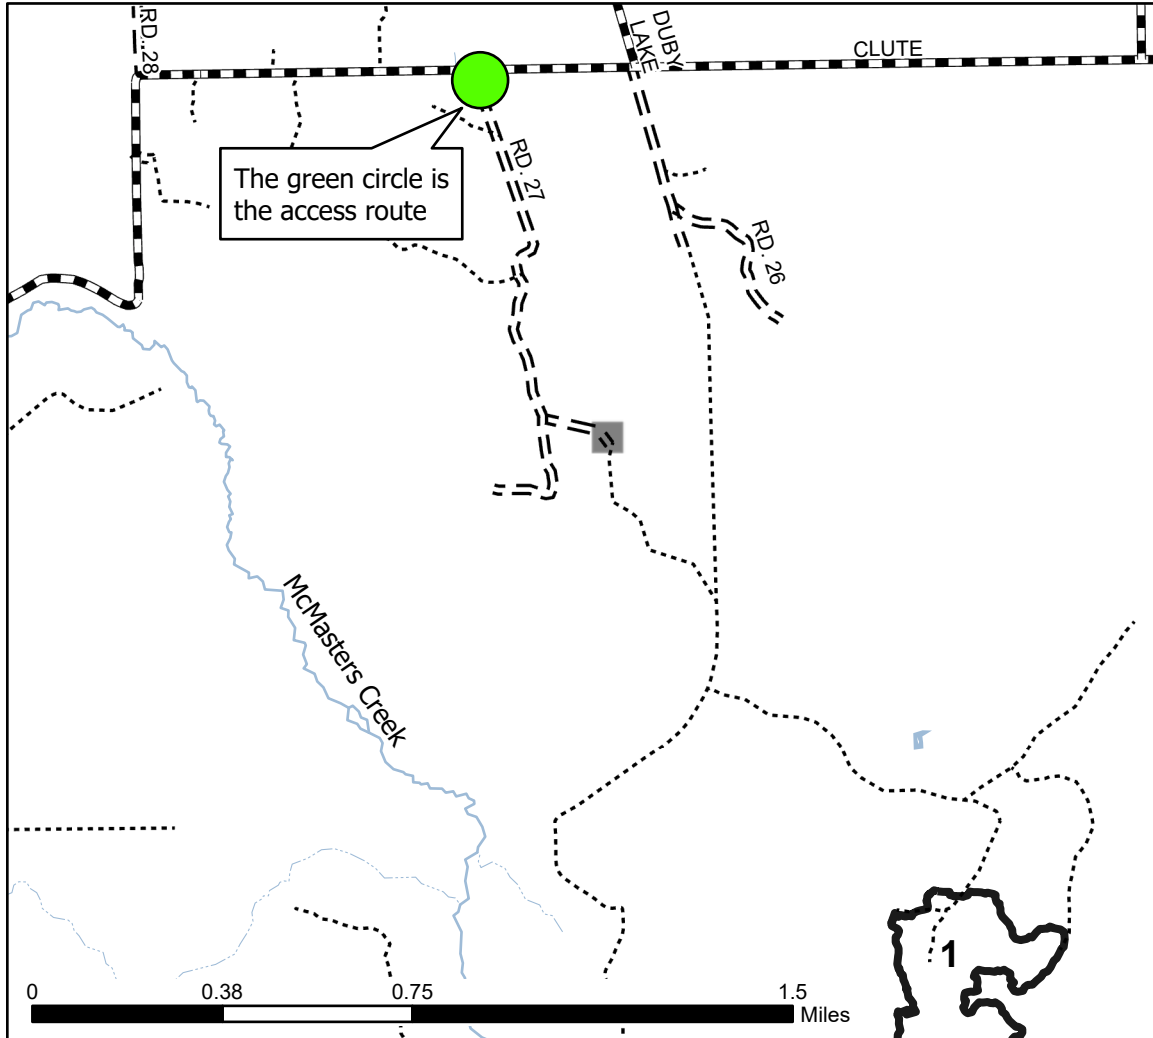 RD. 28
DUBY
LAKE
CLUTE
The green circle is
the access route
RD. 27
RD. 26
McMasters Creek
1
0 0.38 0.75 1.5
Miles